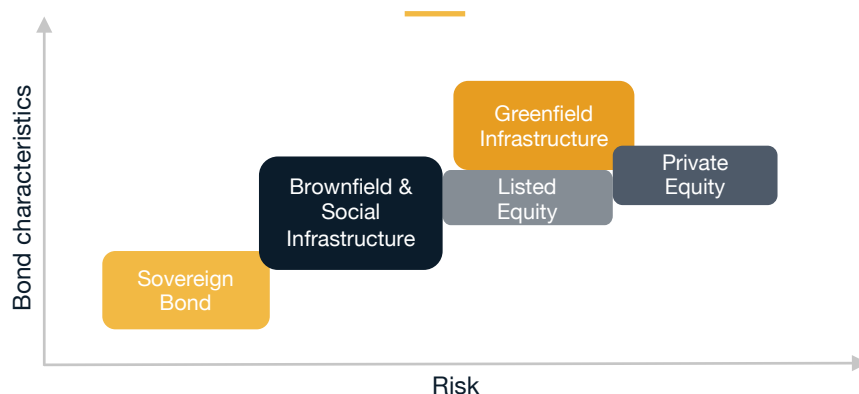 Bond characteristics
Greenfield
Infrastructure
Private
Equity
Brownfield &
Social
Infrastructure
Listed
Equity
Sovereign
Bond
Risk